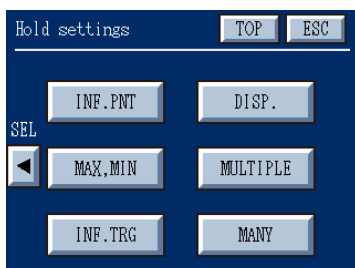 Hold settings TOP ESC
INF.PNT DISP.
SEL
◀ MAX,MIN MULTIPLE
INF.TRG MANY